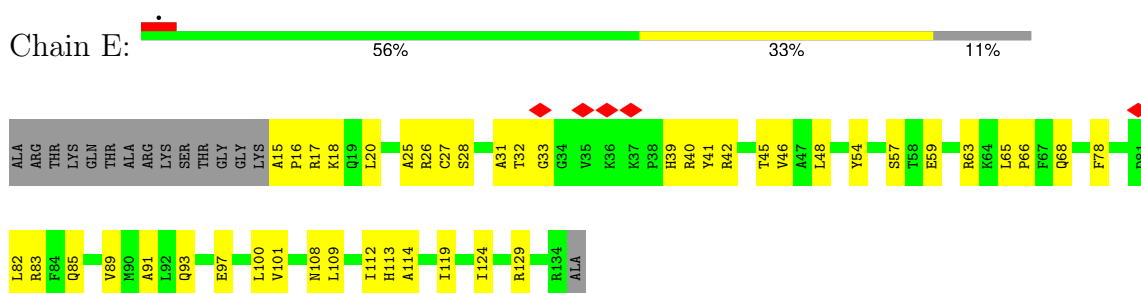 Chain E:
56% 33% 11%
ALA ARG THR LYS GLN THR ALA ARG LYS SER THR GLY GLY LYS A15 P16 R17 K18 Q19 L20 A25 R26 C27 S28 A31 T32 G33 G34 V35 K36 K37 P38 H39 R40 Y41 R42 T45 V46 A47 L48 Y54 S57 T58 E59 R63 K64 L65 P66 F67 Q68 F78 D81
L82 R83 F84 Q85 V89 M90 A91 L92 Q93 E97 L100 V101 N108 L109 I112 H113 A114 I119 I124 R129 R134 ALA